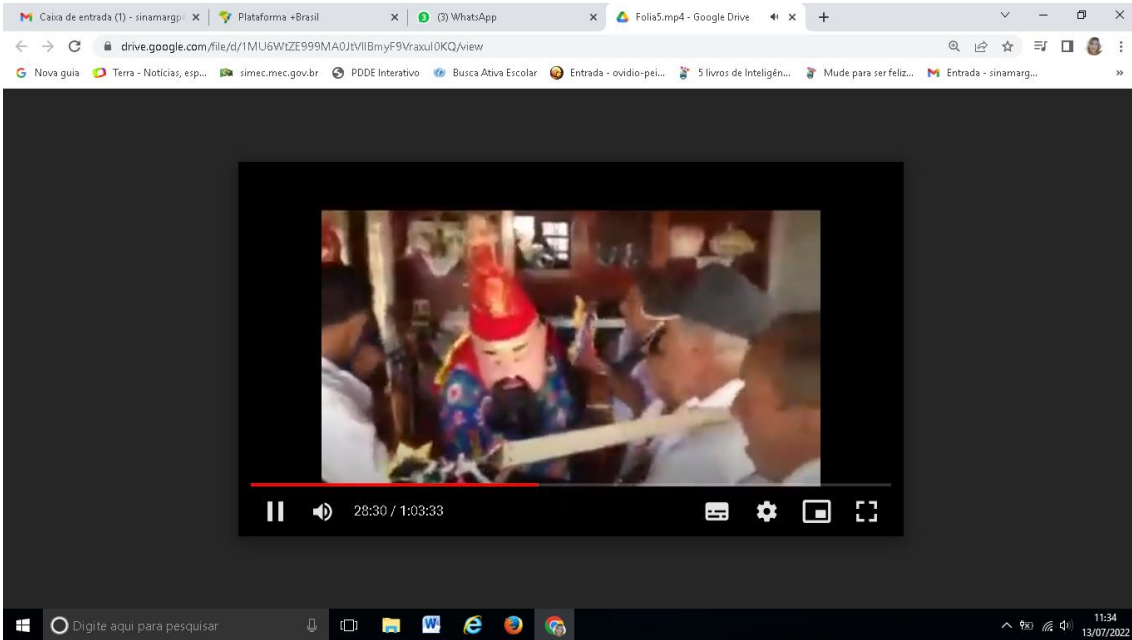 Caixa de entrada (1) - sinamargp
Plataforma +Brasil
(3) WhatsApp
Folia5.mp4 - Google Drive
drive.google.com/file/d/1MU6WtZE999MA0JtVlIBmyF9VraxuI0KQ/view
Nova guia
Terra - Notícias, esp...
simec.mec.gov.br
PDDE Interativo
Busca Ativa Escolar
Entrada - ovidio-pei...
5 livros de Inteligên...
Mude para ser feliz...
Entrada - sinamarg...
28:30 / 1:03:33
Digite aqui para pesquisar
11:34
13/07/2022